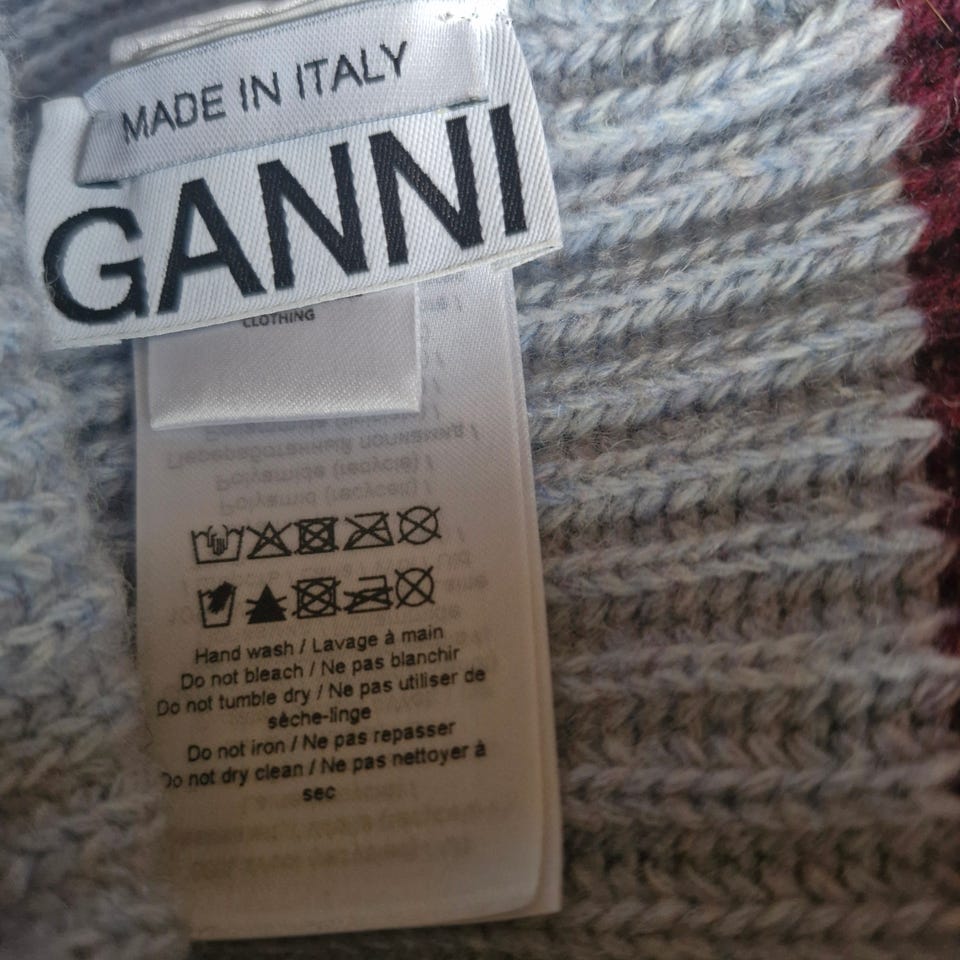 MADE IN ITALY
GANNI
CLOTHING
Hand wash / Lavage à main
Do not bleach / Ne pas blanchir
Do not tumble dry / Ne pas utiliser de
sèche-linge
Do not iron / Ne pas repasser
Do not dry clean / Ne pas nettoyer à
sec